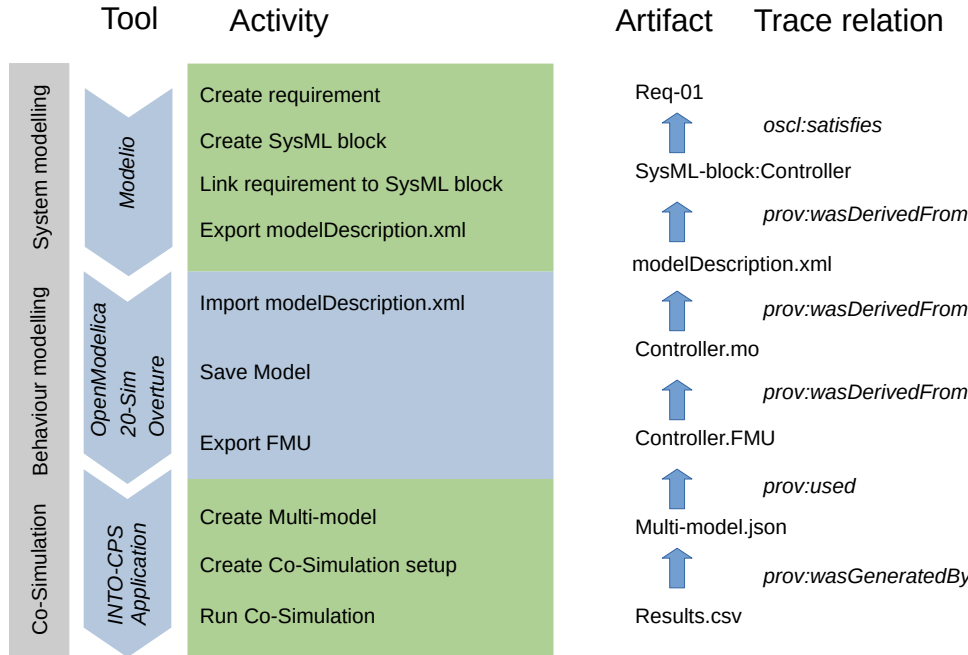 Tool
Activity
Artifact
Trace relation
System modelling
Modelio
Create requirement
Create SysML block
Link requirement to SysML block
Export modelDescription.xml
Req-01
oscl:satisfies
SysML-block:Controller
prov:wasDerivedFrom
modelDescription.xml
Behaviour modelling
OpenModelica
20-Sim
Overture
Import modelDescription.xml
Save Model
Export FMU
prov:wasDerivedFrom
Controller.mo
prov:wasDerivedFrom
Controller.FMU
prov:used
Co-Simulation
INTO-CPS
Application
Create Multi-model
Create Co-Simulation setup
Run Co-Simulation
Multi-model.json
prov:wasGeneratedBy
Results.csv